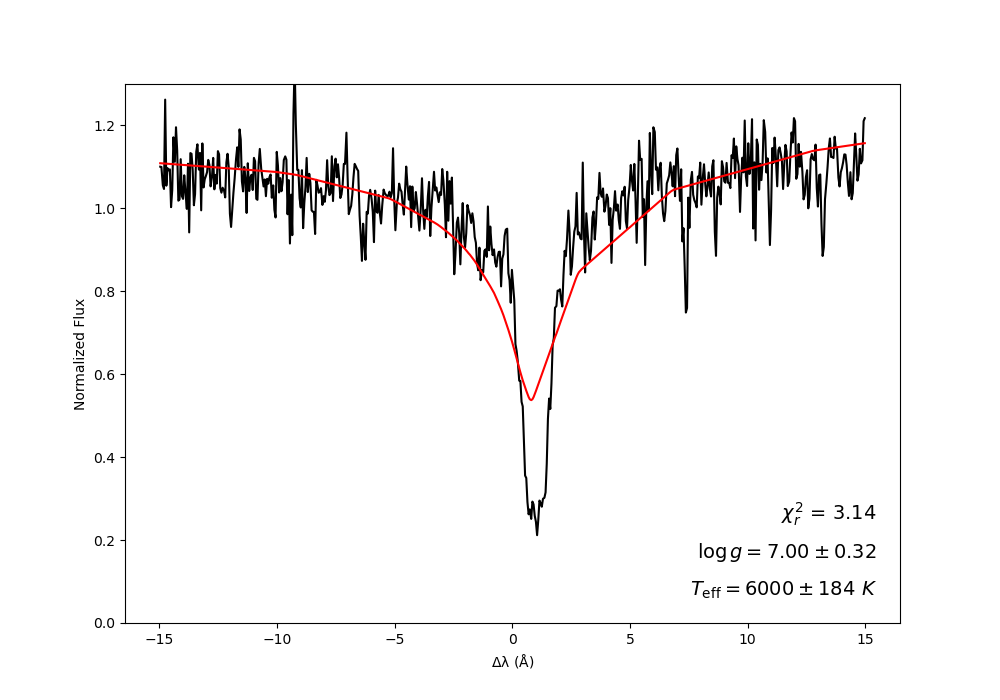 1.2
1.0
0.8
0.6
0.4
0.2
0.0
Normalized Flux
χ²ᵣ = 3.14
log g = 7.00 ± 0.32
T_eff = 6000 ± 184 K
−15 −10 −5 0 5 10 15
Δλ (Å)